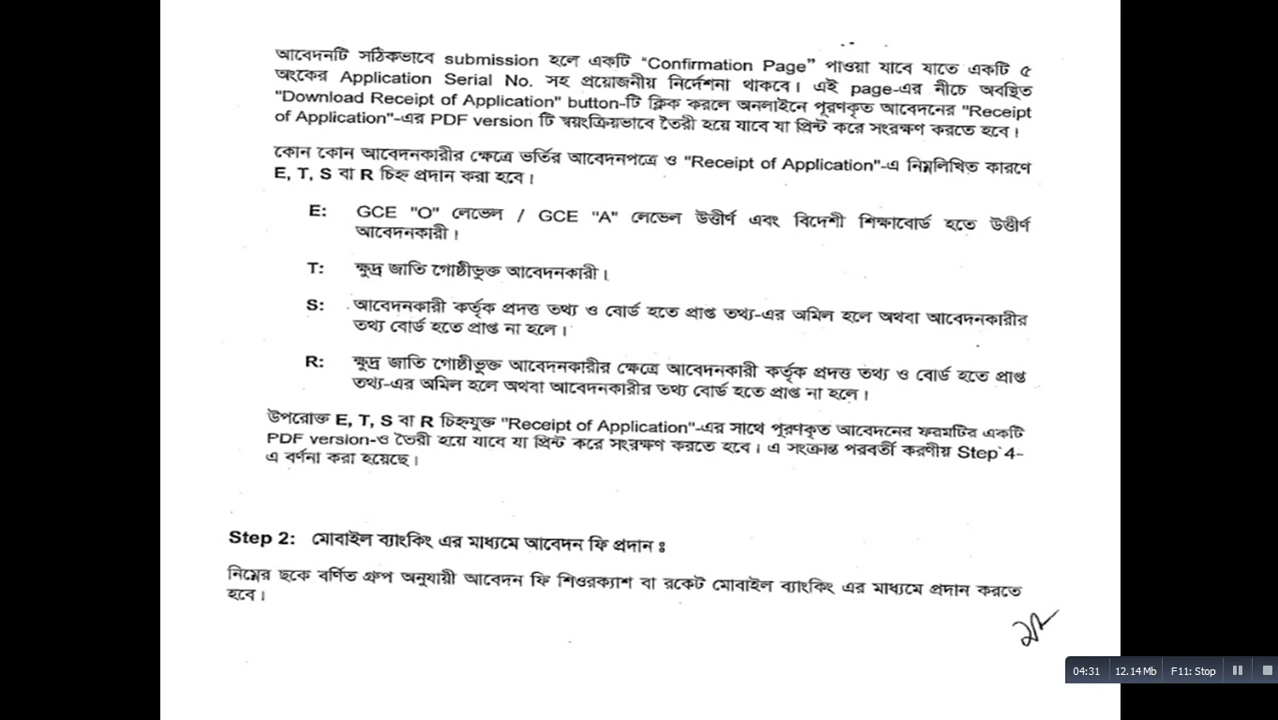 আবেদনটি সঠিকভাবে submission হলে একটি "Confirmation Page" পাওয়া যাবে যাতে একটি ৫
অংকের Application Serial No. সহ প্রয়োজনীয় নির্দেশনা থাকবে। এই page-এর নীচে অবস্থিত
"Download Receipt of Application" button-টি ক্লিক করলে অনলাইনে পূরণকৃত আবেদনের "Receipt
of Application"-এর PDF version টি স্বয়ংক্রিয়ভাবে তৈরী হয়ে যাবে যা প্রিন্ট করে সংরক্ষণ করতে হবে।
কোন কোন আবেদনকারীর ক্ষেত্রে ভর্তির আবেদনপত্রে ও "Receipt of Application"-এ নিম্নলিখিত কারণে
E, T, S বা R চিহ্ন প্রদান করা হবে।
E: GCE "O" লেভেল / GCE "A" লেভেল উত্তীর্ণ এবং বিদেশী শিক্ষাবোর্ড হতে উত্তীর্ণ
আবেদনকারী।
T: ক্ষুদ্র জাতি গোষ্ঠীভুক্ত আবেদনকারী।
S: আবেদনকারী কর্তৃক প্রদত্ত তথ্য ও বোর্ড হতে প্রাপ্ত তথ্য-এর অমিল হলে অথবা আবেদনকারীর
তথ্য বোর্ড হতে প্রাপ্ত না হলে।
R: ক্ষুদ্র জাতি গোষ্ঠীভুক্ত আবেদনকারীর ক্ষেত্রে আবেদনকারী কর্তৃক প্রদত্ত তথ্য ও বোর্ড হতে প্রাপ্ত
তথ্য-এর অমিল হলে অথবা আবেদনকারীর তথ্য বোর্ড হতে প্রাপ্ত না হলে।
উপরোক্ত E, T, S বা R চিহ্নযুক্ত "Receipt of Application"-এর সাথে পূরণকৃত আবেদনের ফরমটির একটি
PDF version-ও তৈরী হয়ে যাবে যা প্রিন্ট করে সংরক্ষণ করতে হবে। এ সংক্রান্ত পরবর্তী করণীয় Step 4-
এ বর্ণনা করা হয়েছে।
Step 2: মোবাইল ব্যাংকিং এর মাধ্যমে আবেদন ফি প্রদান ঃ
নিম্নের ছকে বর্ণিত গ্রুপ অনুযায়ী আবেদন ফি শিওরক্যাশ বা রকেট মোবাইল ব্যাংকিং এর মাধ্যমে প্রদান করতে
হবে।
04:31 12.14 Mb F11: Stop